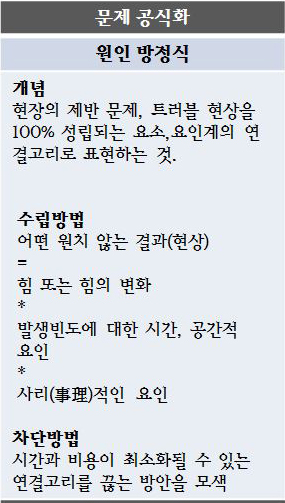 문제 공식화
원인 방정식
개념
현장의 제반 문제, 트러블 현상을
100% 성립되는 요소,요인계의 연
결고리로 표현하는 것.
수립방법
어떤 원치 않는 결과(현상)
=
힘 또는 힘의 변화
*
발생빈도에 대한 시간, 공간적
요인
*
사리(事理)적인 요인
차단방법
시간과 비용이 최소화될 수 있는
연결고리를 끊는 방안을 모색